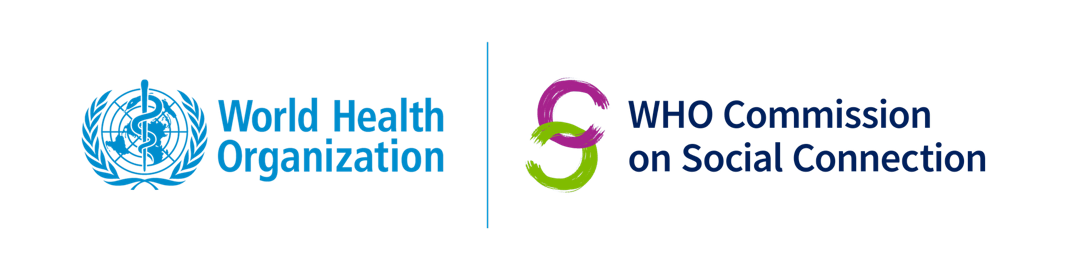 World Health
Organization
WHO Commission
on Social Connection